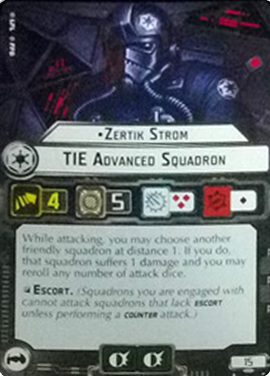 •Zertik Strom
TIE Advanced Squadron
4 5
While attacking, you may choose another
friendly squadron at distance 1. If you do,
that squadron suffers 1 damage and you may
reroll any number of attack dice.
Escort. (Squadrons you are engaged with
cannot attack squadrons that lack escort
unless performing a counter attack.)
15